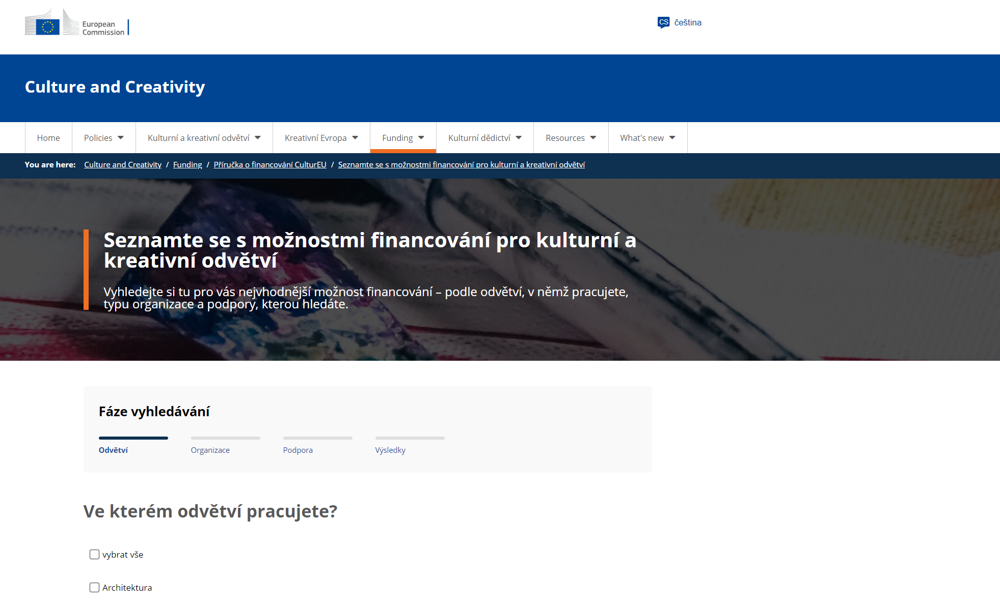 European
Commission
CS čeština
Culture and Creativity
Home Policies Kulturní a kreativní odvětví Kreativní Evropa Funding Kulturní dědictví Resources What's new
You are here: Culture and Creativity / Funding / Příručka o financování CulturEU / Seznamte se s možnostmi financování pro kulturní a kreativní odvětví
Seznamte se s možnostmi financování pro kulturní a
kreativní odvětví
Vyhledejte si tu pro vás nejvhodnější možnost financování – podle odvětví, v němž pracujete,
typu organizace a podpory, kterou hledáte.
Fáze vyhledávání
Odvětví Organizace Podpora Výsledky
Ve kterém odvětví pracujete?
vybrat vše
Architektura